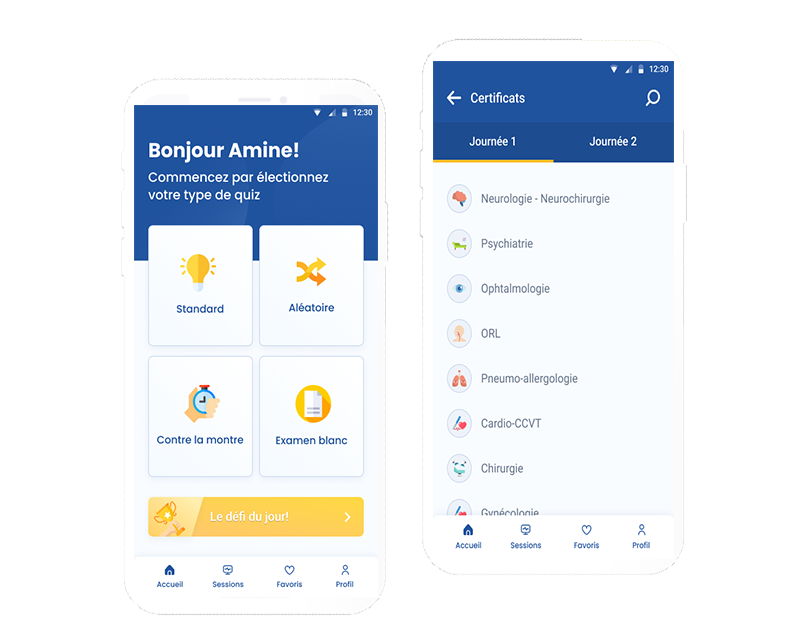 12:30
Bonjour Amine!
Commencez par électionnez
votre type de quiz
Standard
Aléatoire
Contre la montre
Examen blanc
Le défi du jour!
Accueil
Sessions
Favoris
Profil
12:30
Certificats
Journée 1
Journée 2
Neurologie - Neurochirurgie
Psychatrie
Ophtalmologie
ORL
Pneumo-allergologie
Cardio-CCVT
Chirurgie
Gynécologie
Accueil
Sessions
Favoris
Profil